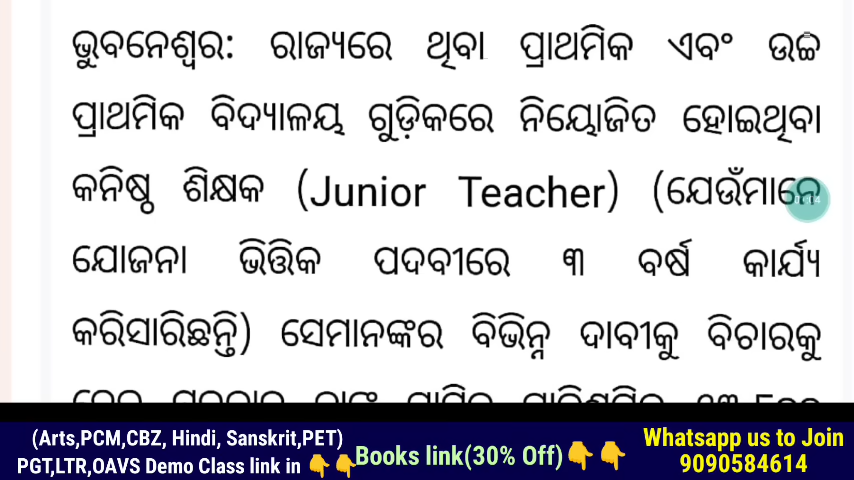 ଭୁବନେଶ୍ୱର: ରାଜ୍ୟରେ ଥିବା ପ୍ରାଥମିକ ଏବଂ ଉଚ୍ଚ
ପ୍ରାଥମିକ ବିଦ୍ୟାଳୟ ଗୁଡ଼ିକରେ ନିୟୋଜିତ ହୋଇଥିବା
କନିଷ୍ଠ ଶିକ୍ଷକ (Junior Teacher) (ଯେଉଁମାନେ
ଯୋଜନା ଭିତ୍ତିକ ପଦବୀରେ ୩ ବର୍ଷ କାର୍ଯ୍ୟ
କରିସାରିଛନ୍ତି) ସେମାନଙ୍କର ବିଭିନ୍ନ ଦାବୀକୁ ବିଚାରକୁ
(Arts,PCM,CBZ, Hindi, Sanskrit,PET)
PGT,LTR,OAVS Demo Class link in 👇👇
Books link(30% Off)👇👇
Whatsapp us to Join
9090584614